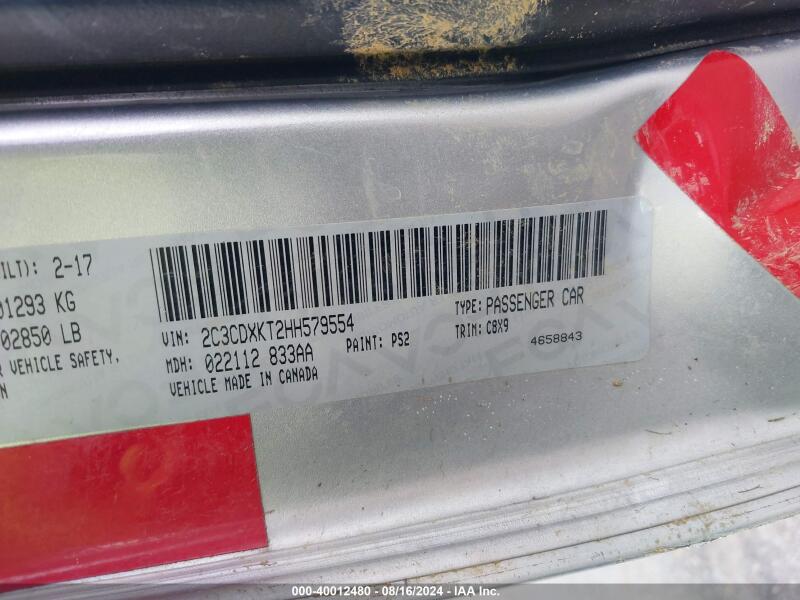 ILT): 2-17
01293 KG
02850 LB
VEHICLE SAFETY,
VIN: 2C3CDXKT2HH579554
TYPE: PASSENGER CAR
MDH: 022112 833AA
PAINT: PS2
TRIM: C8X9
VEHICLE MADE IN CANADA
4658843
000-40012480 - 08/16/2024 - IAA Inc.